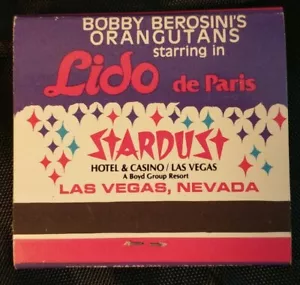 BOBBY BEROSINI'S
ORANGUTANS
starring in
Lido de Paris
STARDUST
HOTEL & CASINO / LAS VEGAS
A Boyd Group Resort
LAS VEGAS, NEVADA